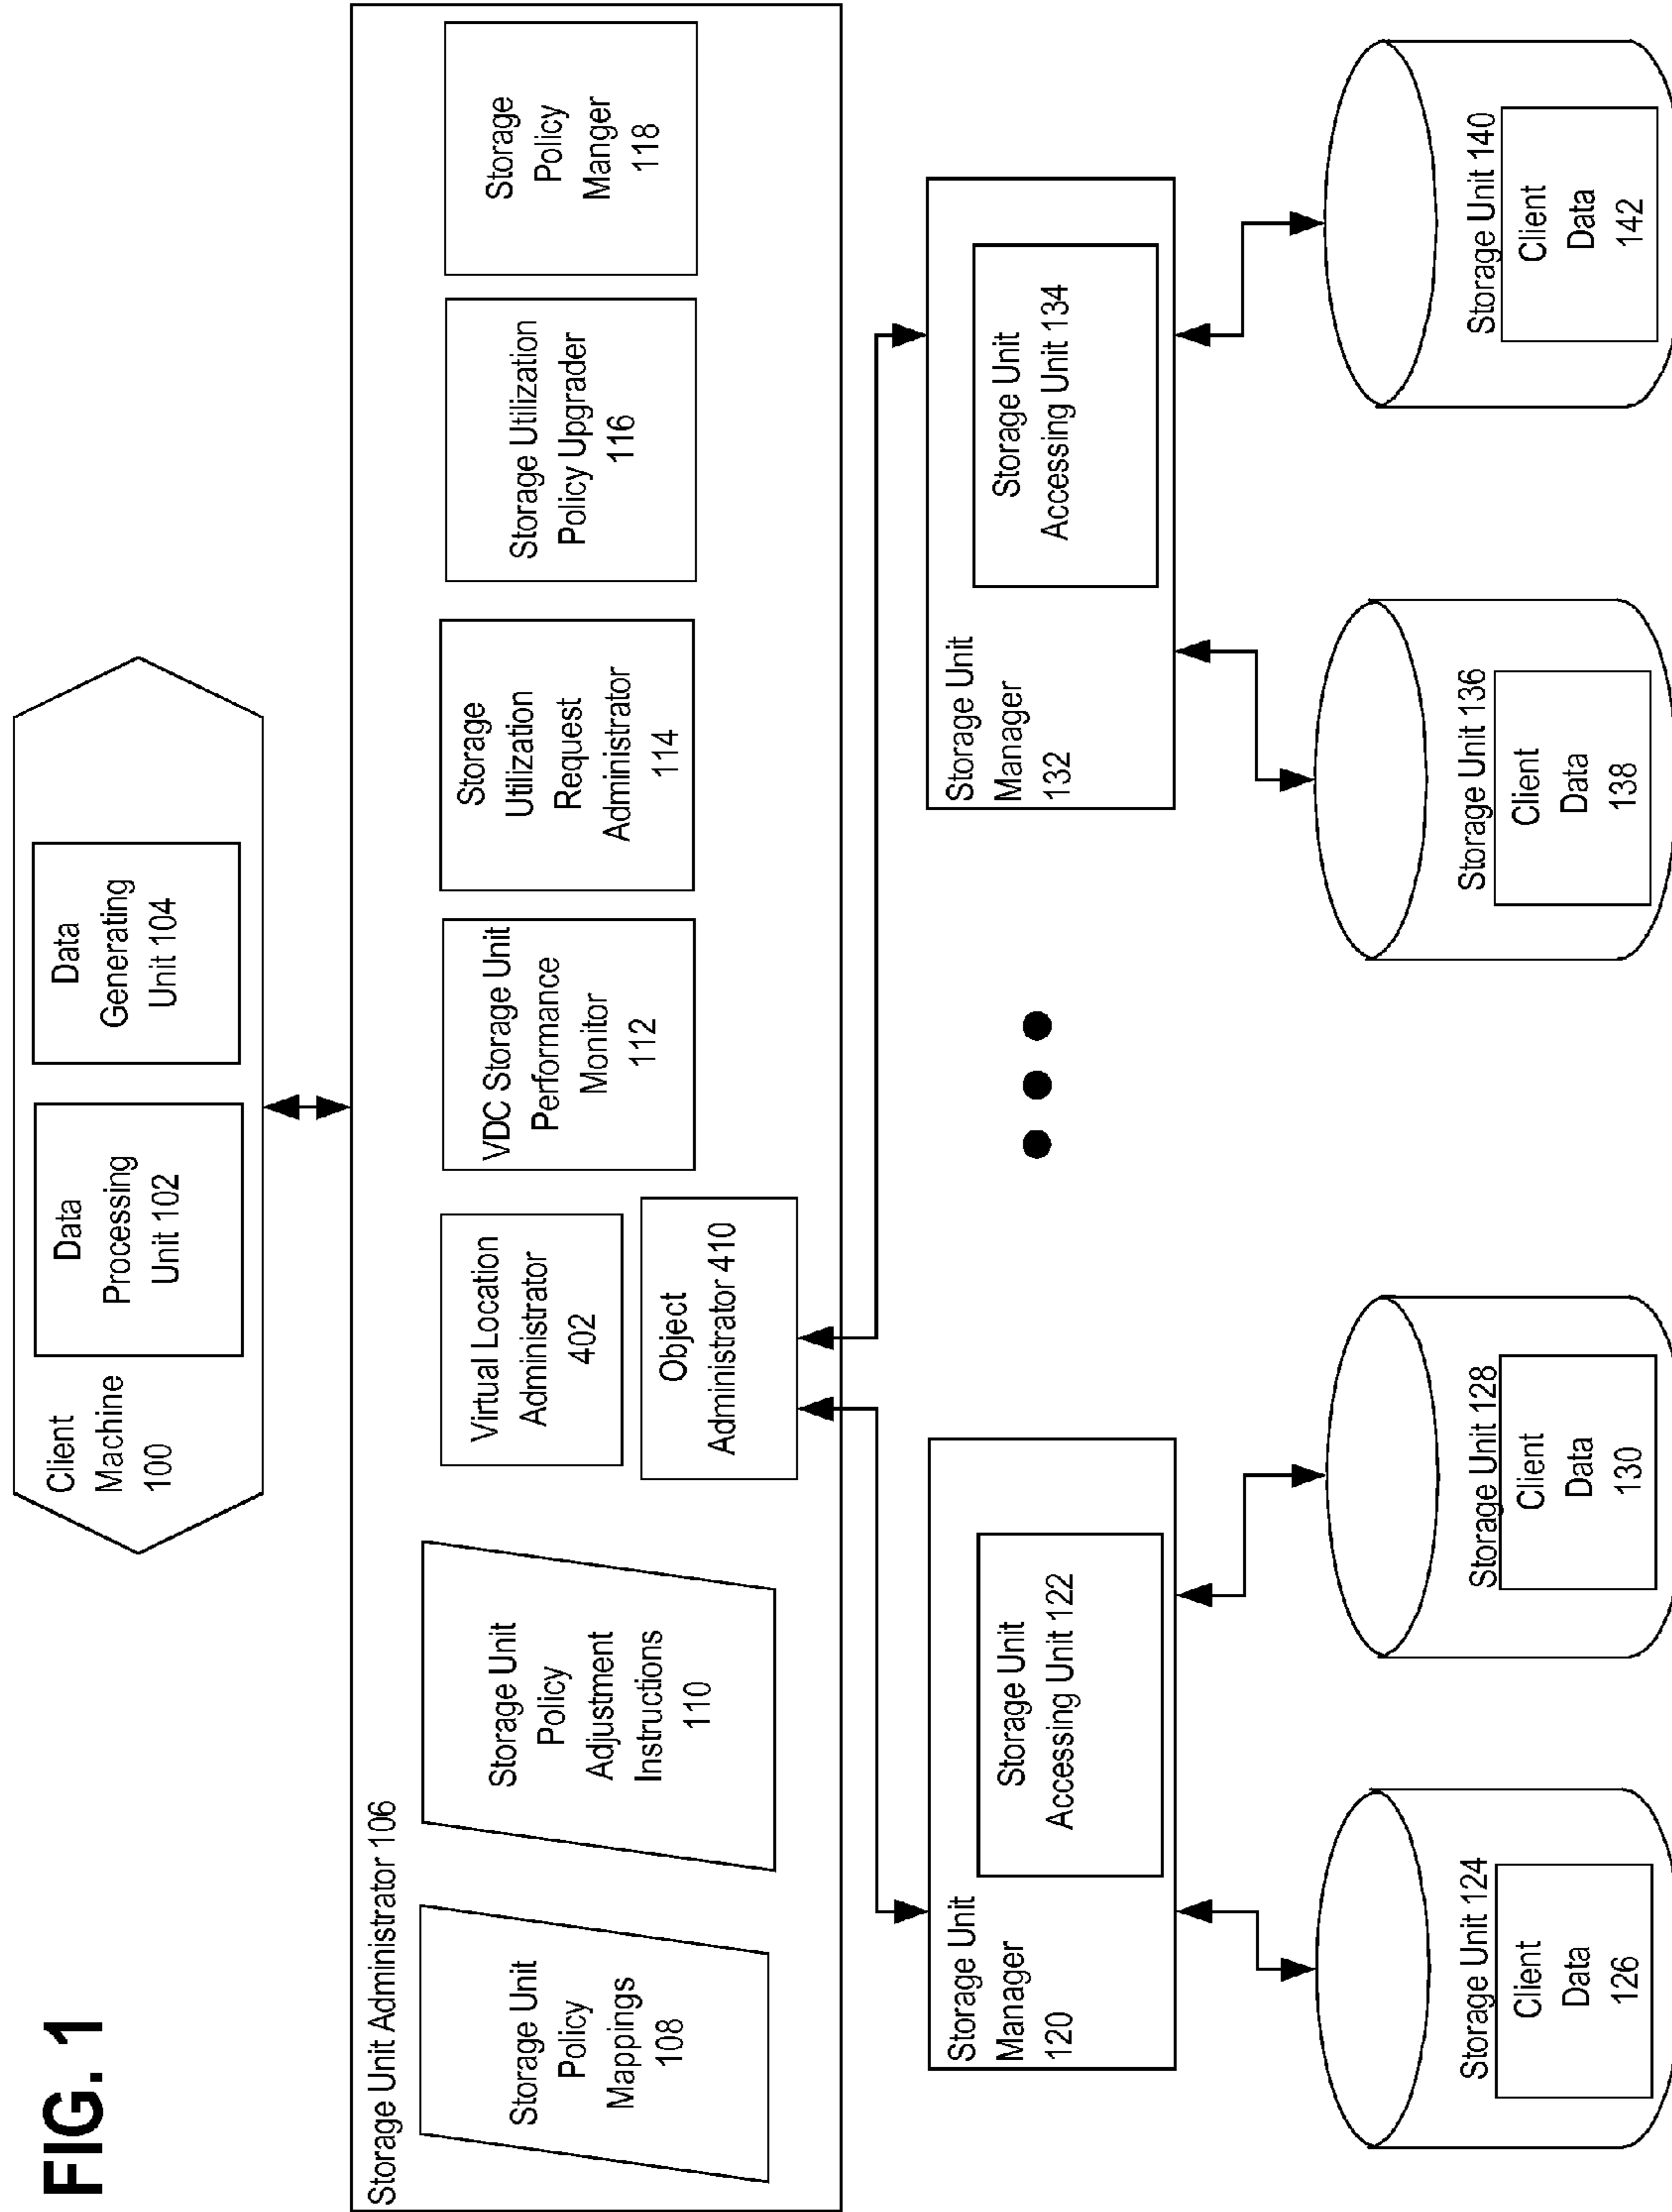 FIG. 1
Client
Machine
100
Data
Processing
Unit 102
Data
Generating
Unit 104
Storage Unit Administrator 106
Storage Unit
Policy
Mappings
108
Storage Unit
Policy
Adjustment
Instructions
110
Virtual Location
Administrator
402
Object
Administrator 410
VDC Storage Unit
Performance
Monitor
112
Storage
Utilization
Request
Administrator
114
Storage Utilization
Policy Upgrader
116
Storage
Policy
Manger
118
Storage Unit
Manager
120
Storage Unit
Accessing Unit 122
Storage Unit
Manager
132
Storage Unit
Accessing Unit 134
Storage Unit 124
Client
Data
126
Storage Unit 128
Client
Data
130
Storage Unit 136
Client
Data
138
Storage Unit 140
Client
Data
142